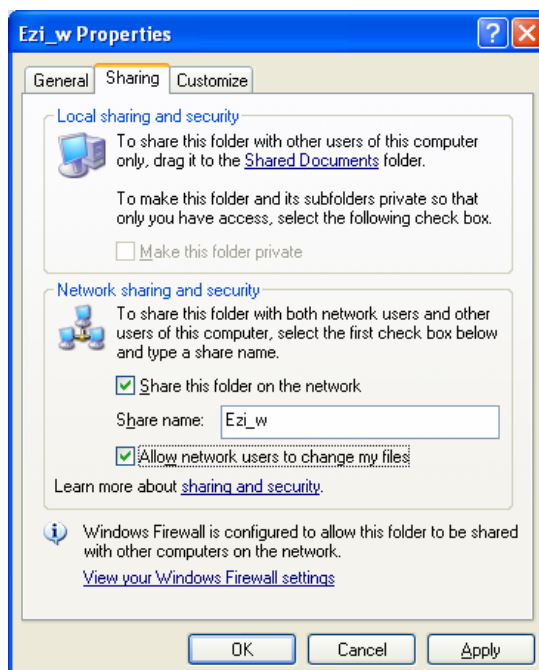 Ezi_w Properties
General Sharing Customize
Local sharing and security
To share this folder with other users of this computer
only, drag it to the Shared Documents folder.
To make this folder and its subfolders private so that
only you have access, select the following check box.
Make this folder private
Network sharing and security
To share this folder with both network users and other
users of this computer, select the first check box below
and type a share name.
Share this folder on the network
Share name: Ezi_w
Allow network users to change my files
Learn more about sharing and security.
Windows Firewall is configured to allow this folder to be shared
with other computers on the network.
View your Windows Firewall settings
OK Cancel Apply